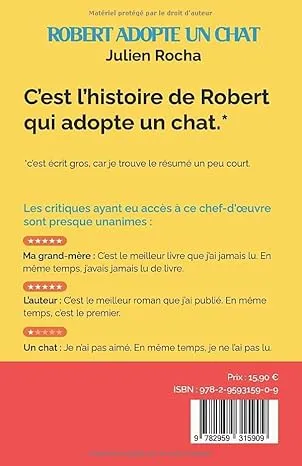 Matériel protégé par le droit d'auteur
ROBERT ADOPTE UN CHAT
Julien Rocha
C'est l'histoire de Robert
qui adopte un chat.*
*c'est écrit gros, car je trouve le résumé un peu court.
Les critiques ayant eu accès à ce chef-d'œuvre
sont presque unanimes :
★★★★★
Ma grand-mère : C'est le meilleur livre que j'ai jamais lu. En
même temps, j'avais jamais lu de livre.
★★★★★
L'auteur : C'est le meilleur roman que j'ai publié. En même
temps, c'est le premier.
★☆☆☆☆
Un chat : Je n'ai pas aimé. En même temps, je ne l'ai pas lu.
Prix : 15,90 €
ISBN : 978-2-9593159-0-9
9 782959 315909